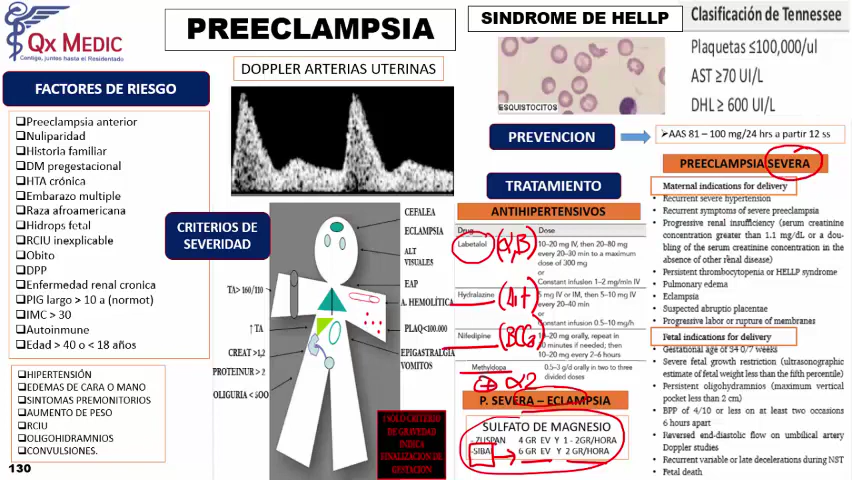 Qx MEDIC
Contigo, juntos hasta el Residentado
PREECLAMPSIA
SINDROME DE HELLP
Clasificación de Tennessee
Plaquetas ≤100,000/ul
AST ≥70 UI/L
DHL ≥ 600 UI/L
ESQUISTOCITOS
FACTORES DE RIESGO
❑Preeclampsia anterior
❑Nuliparidad
❑Historia familiar
❑DM pregestacional
❑HTA crónica
❑Embarazo multiple
❑Raza afroamericana
❑Hidrops fetal
❑RCIU inexplicable
❑Obito
❑DPP
❑Enfermedad renal cronica
❑PIG largo > 10 a (normot)
❑IMC > 30
❑Autoinmune
❑Edad > 40 o < 18 años
❑HIPERTENSIÓN
❑EDEMAS DE CARA O MANO
❑SINTOMAS PREMONITORIOS
❑AUMENTO DE PESO
❑RCIU
❑OLIGOHIDRAMNIOS
❑CONVULSIONES.
130
DOPPLER ARTERIAS UTERINAS
CRITERIOS DE
SEVERIDAD
CEFALEA
ECLAMPSIA
ALT
VISUALES
EAP
A. HEMOLÍTICA
PLAQ<100.000
EPIGASTRALGIA
VOMITOS
TA> 160/110
↑ TA
CREAT >1,2
PROTEINUR > 2
OLIGURIA < 500
1 SOLO CRITERIO
DE GRAVEDAD
INDICA
FINALIZACIÓN DE
GESTACION
PREVENCION
➢AAS 81 – 100 mg/24 hrs a partir 12 ss
TRATAMIENTO
ANTIHIPERTENSIVOS
Drug Dose
Labetalol 10–20 mg IV, then 20–80 mg
every 20–30 min to a maximum
dose of 300 mg
or
Constant infusion 1–2 mg/min IV
(α,B)
Hydralazine 5 mg IV or IM, then 5–10 mg IV
every 20–40 min
or
Constant infusion 0.5–10 mg/h
Nifedipine 10–20 mg orally, repeat in
30 minutes if needed; then
10–20 mg every 2–6 hours
(BCC
Methyldopa 0.5–3 g/d orally in two to three
divided doses
α2
P. SEVERA – ECLAMPSIA
SULFATO DE MAGNESIO
- ZUSPAN 4 GR EV Y 1 - 2GR/HORA
-SIBAI 6 GR EV Y 2 GR/HORA
PREECLAMPSIA SEVERA
Maternal indications for delivery
• Recurrent severe hypertension
• Recurrent symptoms of severe preeclampsia
• Progressive renal insufficiency (serum creatinine
concentration greater than 1.1 mg/dL or a dou-
bling of the serum creatinine concentration in the
absence of other renal disease)
• Persistent thrombocytopenia or HELLP syndrome
• Pulmonary edema
• Eclampsia
• Suspected abruptio placentae
• Progressive labor or rupture of membranes
Fetal indications for delivery
• Gestational age of 34 0/7 weeks
• Severe fetal growth restriction (ultrasonographic
estimate of fetal weight less than the fifth percentile)
• Persistent oligohydramnios (maximum vertical
pocket less than 2 cm)
• BPP of 4/10 or less on at least two occasions
6 hours apart
• Reversed end-diastolic flow on umbilical artery
Doppler studies
• Recurrent variable or late decelerations during NST
• Fetal death